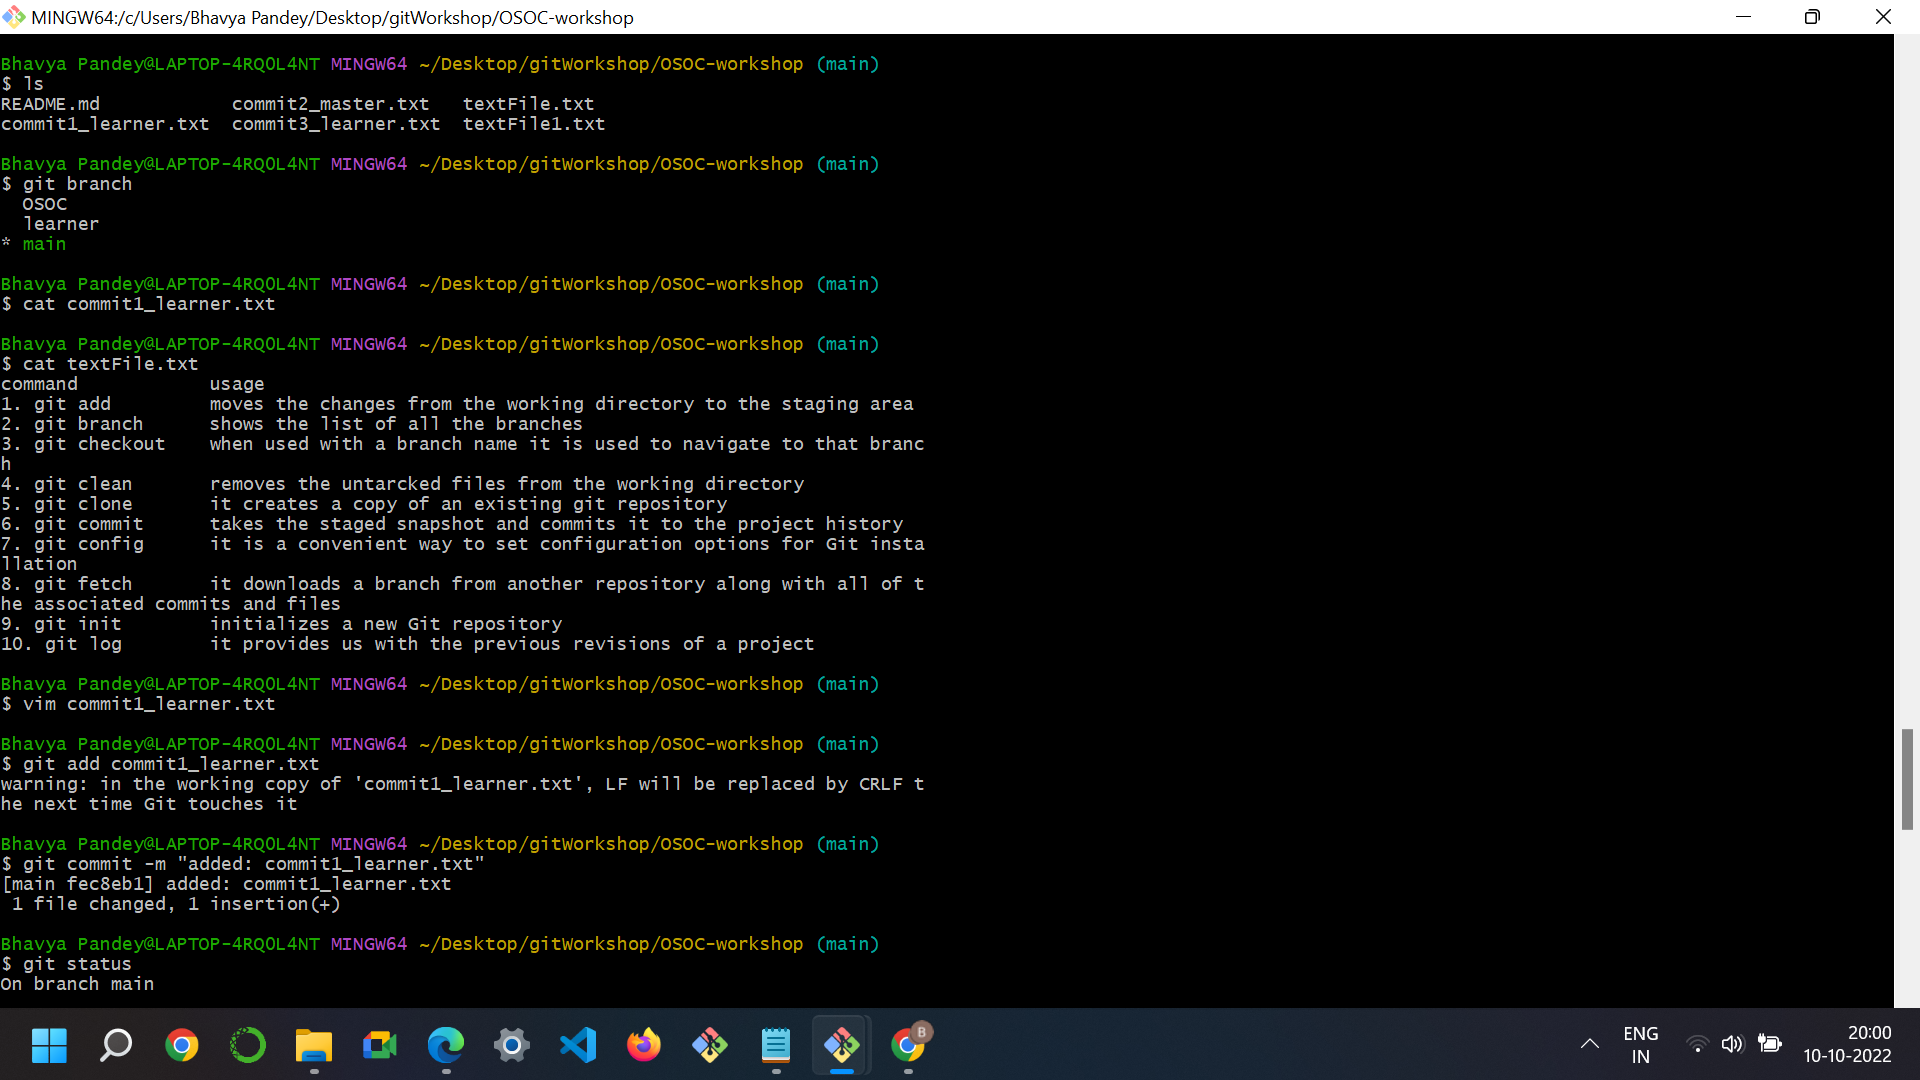 MINGW64:/c/Users/Bhavya Pandey/Desktop/gitWorkshop/OSOC-workshop
Bhavya Pandey@LAPTOP-4RQ0L4NT MINGW64 ~/Desktop/gitWorkshop/OSOC-workshop (main)
$ ls
README.md            commit2_master.txt   textFile.txt
commit1_learner.txt  commit3_learner.txt  textFile1.txt
Bhavya Pandey@LAPTOP-4RQ0L4NT MINGW64 ~/Desktop/gitWorkshop/OSOC-workshop (main)
$ git branch
  OSOC
  learner
* main
Bhavya Pandey@LAPTOP-4RQ0L4NT MINGW64 ~/Desktop/gitWorkshop/OSOC-workshop (main)
$ cat commit1_learner.txt
Bhavya Pandey@LAPTOP-4RQ0L4NT MINGW64 ~/Desktop/gitWorkshop/OSOC-workshop (main)
$ cat textFile.txt
command            usage
1. git add         moves the changes from the working directory to the staging area
2. git branch      shows the list of all the branches
3. git checkout    when used with a branch name it is used to navigate to that branc
h
4. git clean       removes the untarcked files from the working directory
5. git clone       it creates a copy of an existing git repository
6. git commit      takes the staged snapshot and commits it to the project history
7. git config      it is a convenient way to set configuration options for Git insta
llation
8. git fetch       it downloads a branch from another repository along with all of t
he associated commits and files
9. git init        initializes a new Git repository
10. git log        it provides us with the previous revisions of a project
Bhavya Pandey@LAPTOP-4RQ0L4NT MINGW64 ~/Desktop/gitWorkshop/OSOC-workshop (main)
$ vim commit1_learner.txt
Bhavya Pandey@LAPTOP-4RQ0L4NT MINGW64 ~/Desktop/gitWorkshop/OSOC-workshop (main)
$ git add commit1_learner.txt
warning: in the working copy of 'commit1_learner.txt', LF will be replaced by CRLF t
he next time Git touches it
Bhavya Pandey@LAPTOP-4RQ0L4NT MINGW64 ~/Desktop/gitWorkshop/OSOC-workshop (main)
$ git commit -m "added: commit1_learner.txt"
[main fec8eb1] added: commit1_learner.txt
 1 file changed, 1 insertion(+)
Bhavya Pandey@LAPTOP-4RQ0L4NT MINGW64 ~/Desktop/gitWorkshop/OSOC-workshop (main)
$ git status
On branch main
B
ENG
IN
20:00
10-10-2022